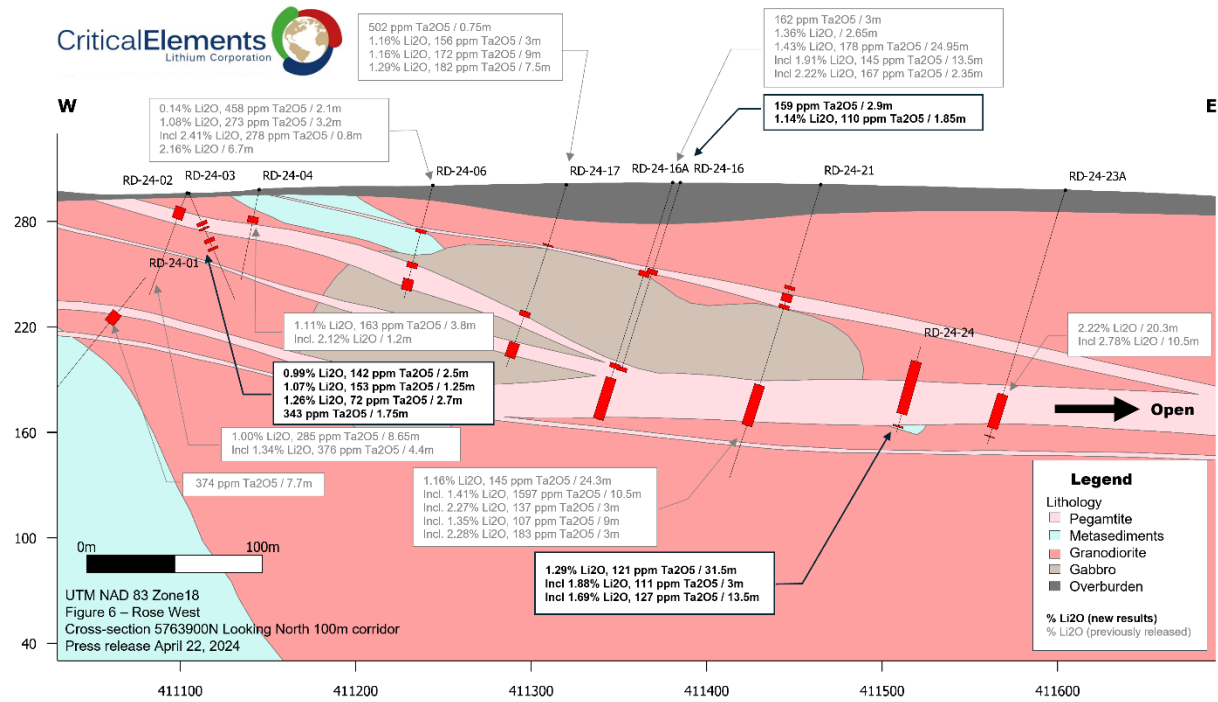 CriticalElements
Lithium Corporation
502 ppm Ta2O5 / 0.75m
1.16% Li2O, 156 ppm Ta2O5 / 3m
1.16% Li2O, 172 ppm Ta2O5 / 9m
1.29% Li2O, 182 ppm Ta2O5 / 7.5m
162 ppm Ta2O5 / 3m
1.36% Li2O, / 2.65m
1.43% Li2O, 178 ppm Ta2O5 / 24.95m
Incl 1.91% Li2O, 145 ppm Ta2O5 / 13.5m
Incl 2.22% Li2O, 167 ppm Ta2O5 / 2.35m
W
E
0.14% Li2O, 458 ppm Ta2O5 / 2.1m
1.08% Li2O, 273 ppm Ta2O5 / 3.2m
Incl 2.41% Li2O, 278 ppm Ta2O5 / 0.8m
2.16% Li2O / 6.7m
159 ppm Ta2O5 / 2.9m
1.14% Li2O, 110 ppm Ta2O5 / 1.85m
RD-24-02
RD-24-03
RD-24-04
RD-24-06
RD-24-17
RD-24-16A
RD-24-16
RD-24-21
RD-24-23A
RD-24-01
RD-24-24
280
220
160
100
40
1.11% Li2O, 163 ppm Ta2O5 / 3.8m
Incl. 2.12% Li2O / 1.2m
2.22% Li2O / 20.3m
Incl 2.78% Li2O / 10.5m
0.99% Li2O, 142 ppm Ta2O5 / 2.5m
1.07% Li2O, 153 ppm Ta2O5 / 1.25m
1.26% Li2O, 72 ppm Ta2O5 / 2.7m
343 ppm Ta2O5 / 1.75m
Open
1.00% Li2O, 285 ppm Ta2O5 / 8.65m
Incl 1.34% Li2O, 376 ppm Ta2O5 / 4.4m
374 ppm Ta2O5 / 7.7m
1.16% Li2O, 145 ppm Ta2O5 / 24.3m
Incl. 1.41% Li2O, 1597 ppm Ta2O5 / 10.5m
Incl. 2.27% Li2O, 137 ppm Ta2O5 / 3m
Incl. 1.35% Li2O, 107 ppm Ta2O5 / 9m
Incl. 2.28% Li2O, 183 ppm Ta2O5 / 3m
1.29% Li2O, 121 ppm Ta2O5 / 31.5m
Incl 1.88% Li2O, 111 ppm Ta2O5 / 3m
Incl 1.69% Li2O, 127 ppm Ta2O5 / 13.5m
Legend
Lithology
Pegamtite
Metasediments
Granodiorite
Gabbro
Overburden
% Li2O (new results)
% Li2O (previously released)
0m
100m
UTM NAD 83 Zone18
Figure 6 – Rose West
Cross-section 5763900N Looking North 100m corridor
Press release April 22, 2024
411100
411200
411300
411400
411500
411600